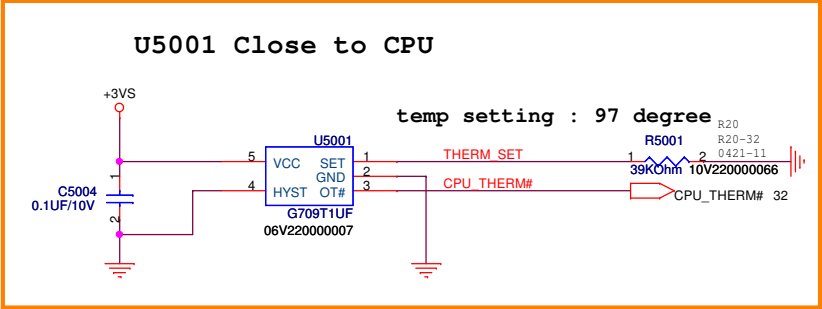 U5001 Close to CPU
+3VS
temp setting : 97 degree
R20
R20-32
0421-11
U5001
R5001
5 VCC SET 1 THERM_SET
1 2
39KOhm 10V220000066
GND 2
1
C5004
0.1UF/10V
2
4 HYST OT# 3 CPU_THERM#
CPU_THERM# 32
G709T1UF
06V220000007